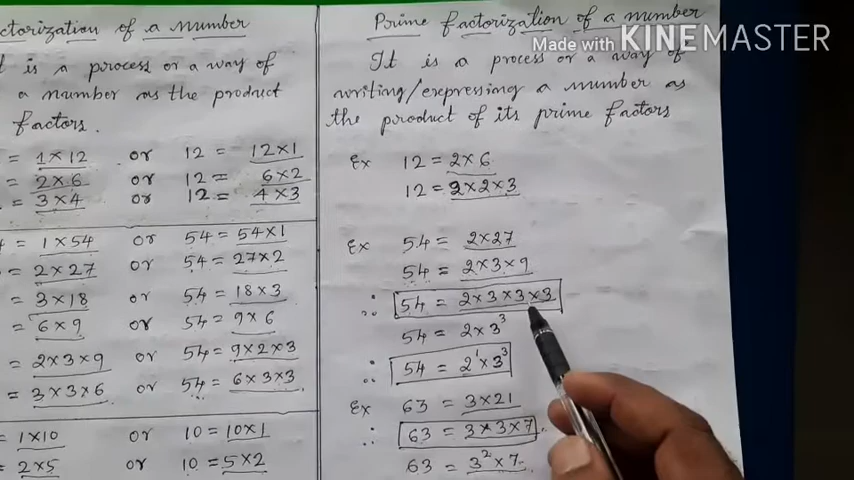 ctorization of a number
t is a process or a way of
a number as the product
factors.
= 1×12 or 12 = 12×1
= 2×6 or 12 = 6×2
= 3×4 or 12 = 4×3
4 = 1×54 or 54 = 54×1
= 2×27 or 54 = 27×2
= 3×18 or 54 = 18×3
= 6×9 or 54 = 9×6
= 2×3×9 or 54 = 9×2×3
= 3×3×6 or 54 = 6×3×3
= 1×10 or 10 = 10×1
= 2×5 or 10 = 5×2
Prime factorization of a number
Made with KINEMASTER
It is a process or a way of
writing/expressing a number as
the product of its prime factors
Ex 12 = 2×6
12 = 2×2×3
Ex 54 = 2×27
54 = 2×3×9
∴ 54 = 2×3×3×3
54 = 2×3³
∴ 54 = 2¹×3³
Ex 63 = 3×21
∴ 63 = 3×3×7
63 = 3²×7